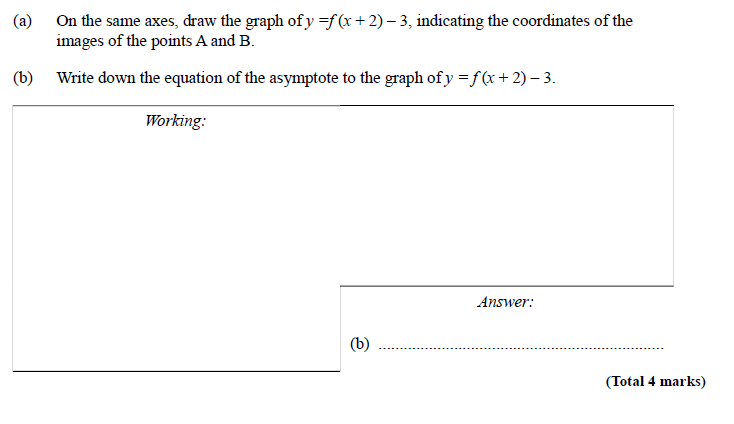 (a) On the same axes, draw the graph of y =f (x + 2) – 3, indicating the coordinates of the
images of the points A and B.
(b) Write down the equation of the asymptote to the graph of y = f (x + 2) – 3.
Working:
Answer:
(b) ..................................................................
(Total 4 marks)